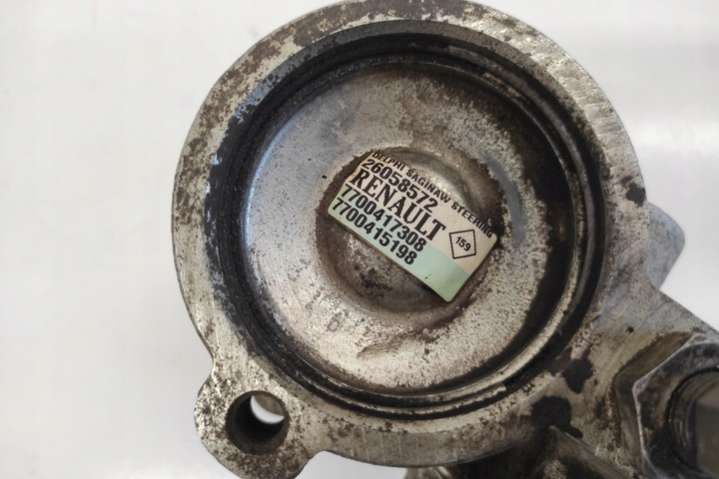 DELPHI SAGINAW STEERING
26058572
RENAULT
7700417308
7700415198
159